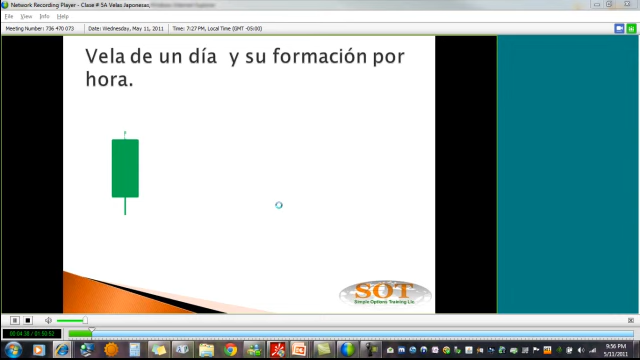 Network Recording Player - Clase # 5A Velas Japonesas,
File View Info Help
Meeting Number: 736 470 073 Date: Wednesday, May 11, 2011 Time: 7:27 PM, Local Time (GMT -05:00)
Vela de un día y su formación por
hora.
SOT
Simple Options Training Llc.
00:04:38 / 01:50:52
9:56 PM
5/11/2011